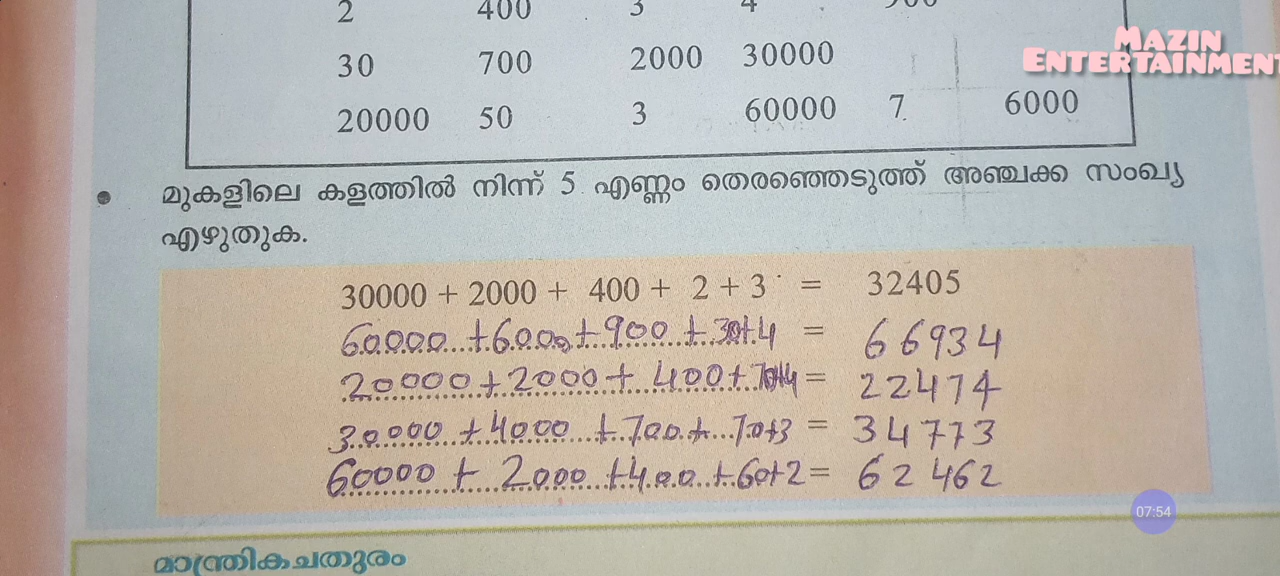 2 400 3 4 900
MAZIN
ENTERTAINMENT
30 700 2000 30000
20000 50 3 60000 7 6000
• മുകളിലെ കളത്തിൽ നിന്ന് 5 എണ്ണം തെരഞ്ഞെടുത്ത് അഞ്ചക്ക സംഖ്യ
എഴുതുക.
30000 + 2000 + 400 + 2 + 3 = 32405
60000 + 6000 + 900 + 30+4 = 66934
20000 + 2000 + 400 + 70+4 = 22474
30000 + 4000 + 700 + 70+3 = 34773
60000 + 2000 + 400 + 60+2 = 62462
07:54
മാന്ത്രികചതുരം